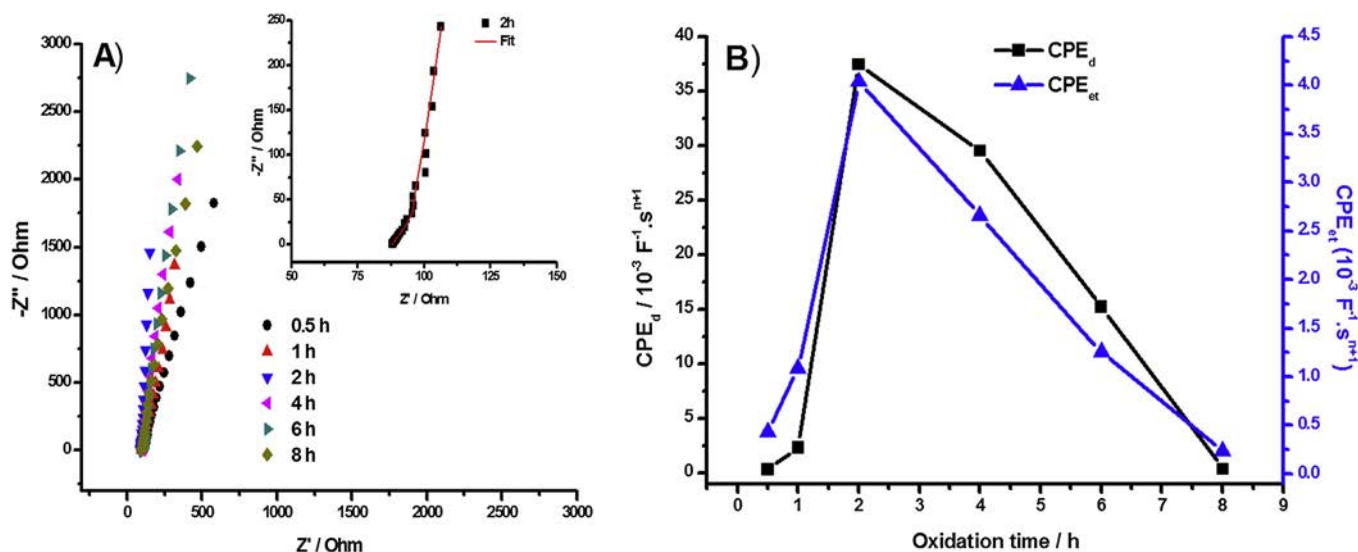 A)
3000
2500
2000
1500
1000
500
0
-Z'' / Ohm
0
500
1000
1500
2000
2500
3000
Z' / Ohm
0.5 h
1 h
2 h
4 h
6 h
8 h
250
200
150
100
50
0
-Z'' / Ohm
50
75
100
125
150
Z' / Ohm
2h
Fit
B)
CPEd
CPEet
40
35
30
25
20
15
10
5
0
CPEd / 10-3 F-1.sn+1
4.5
4.0
3.5
3.0
2.5
2.0
1.5
1.0
0.5
0.0
CPEet (10-3 F-1.sn+1)
0
1
2
3
4
5
6
7
8
9
Oxidation time / h